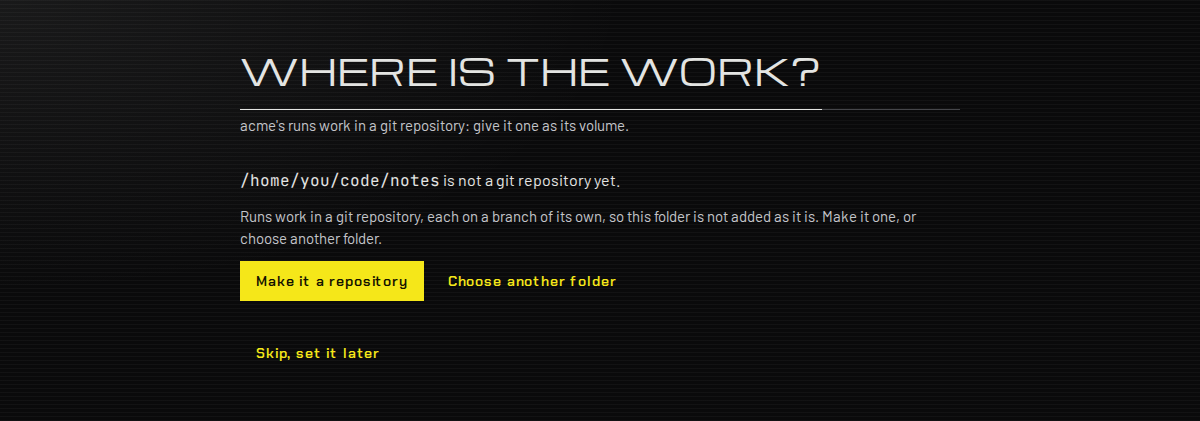 WHERE IS THE WORK?
acme's runs work in a git repository: give it one as its volume.
/home/you/code/notes is not a git repository yet.
Runs work in a git repository, each on a branch of its own, so this folder is not added as it is. Make it one, or
choose another folder.
Make it a repository Choose another folder
Skip, set it later